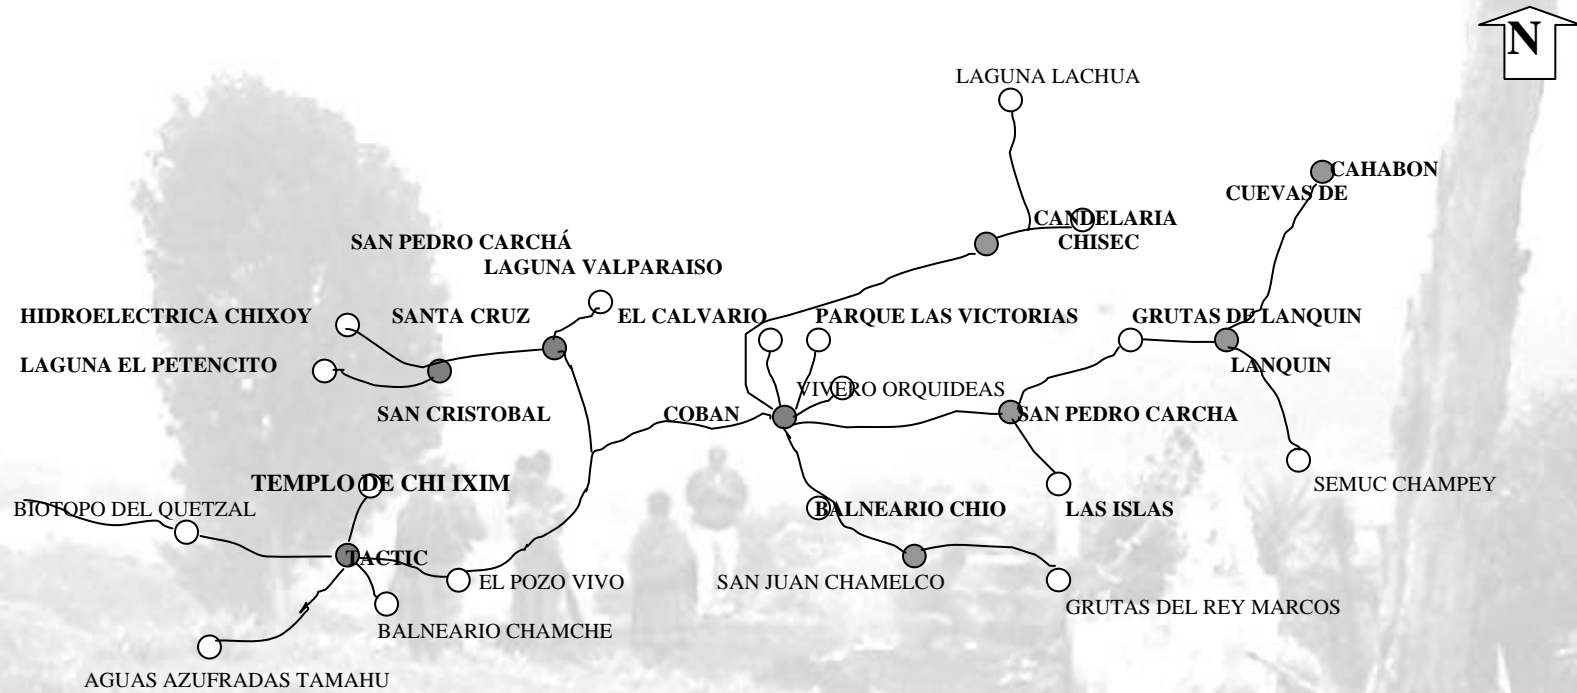 N
LAGUNA LACHUA
CAHABON
CUEVAS DE
CANDELARIA
CHISEC
SAN PEDRO CARCHÁ
LAGUNA VALPARAISO
HIDROELECTRICA CHIXOY
SANTA CRUZ
EL CALVARIO
PARQUE LAS VICTORIAS
GRUTAS DE LANQUIN
LAGUNA EL PETENCITO
LANQUIN
VIVERO ORQUIDEAS
SAN CRISTOBAL
COBAN
SAN PEDRO CARCHA
TEMPLO DE CHI IXIM
SEMUC CHAMPEY
BIOTOPO DEL QUETZAL
BALNEARIO CHIO
LAS ISLAS
TACTIC
EL POZO VIVO
SAN JUAN CHAMELCO
GRUTAS DEL REY MARCOS
BALNEARIO CHAMCHE
AGUAS AZUFRADAS TAMAHU